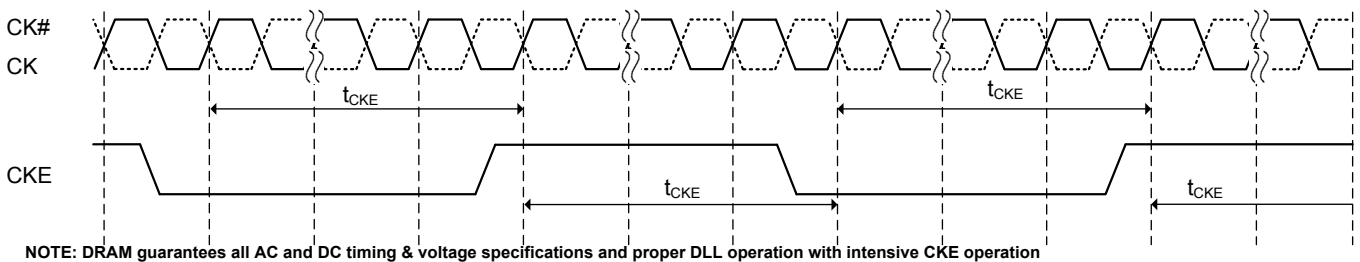 CK#
CK
tCKE
tCKE
CKE
tCKE
tCKE
NOTE: DRAM guarantees all AC and DC timing & voltage specifications and proper DLL operation with intensive CKE operation